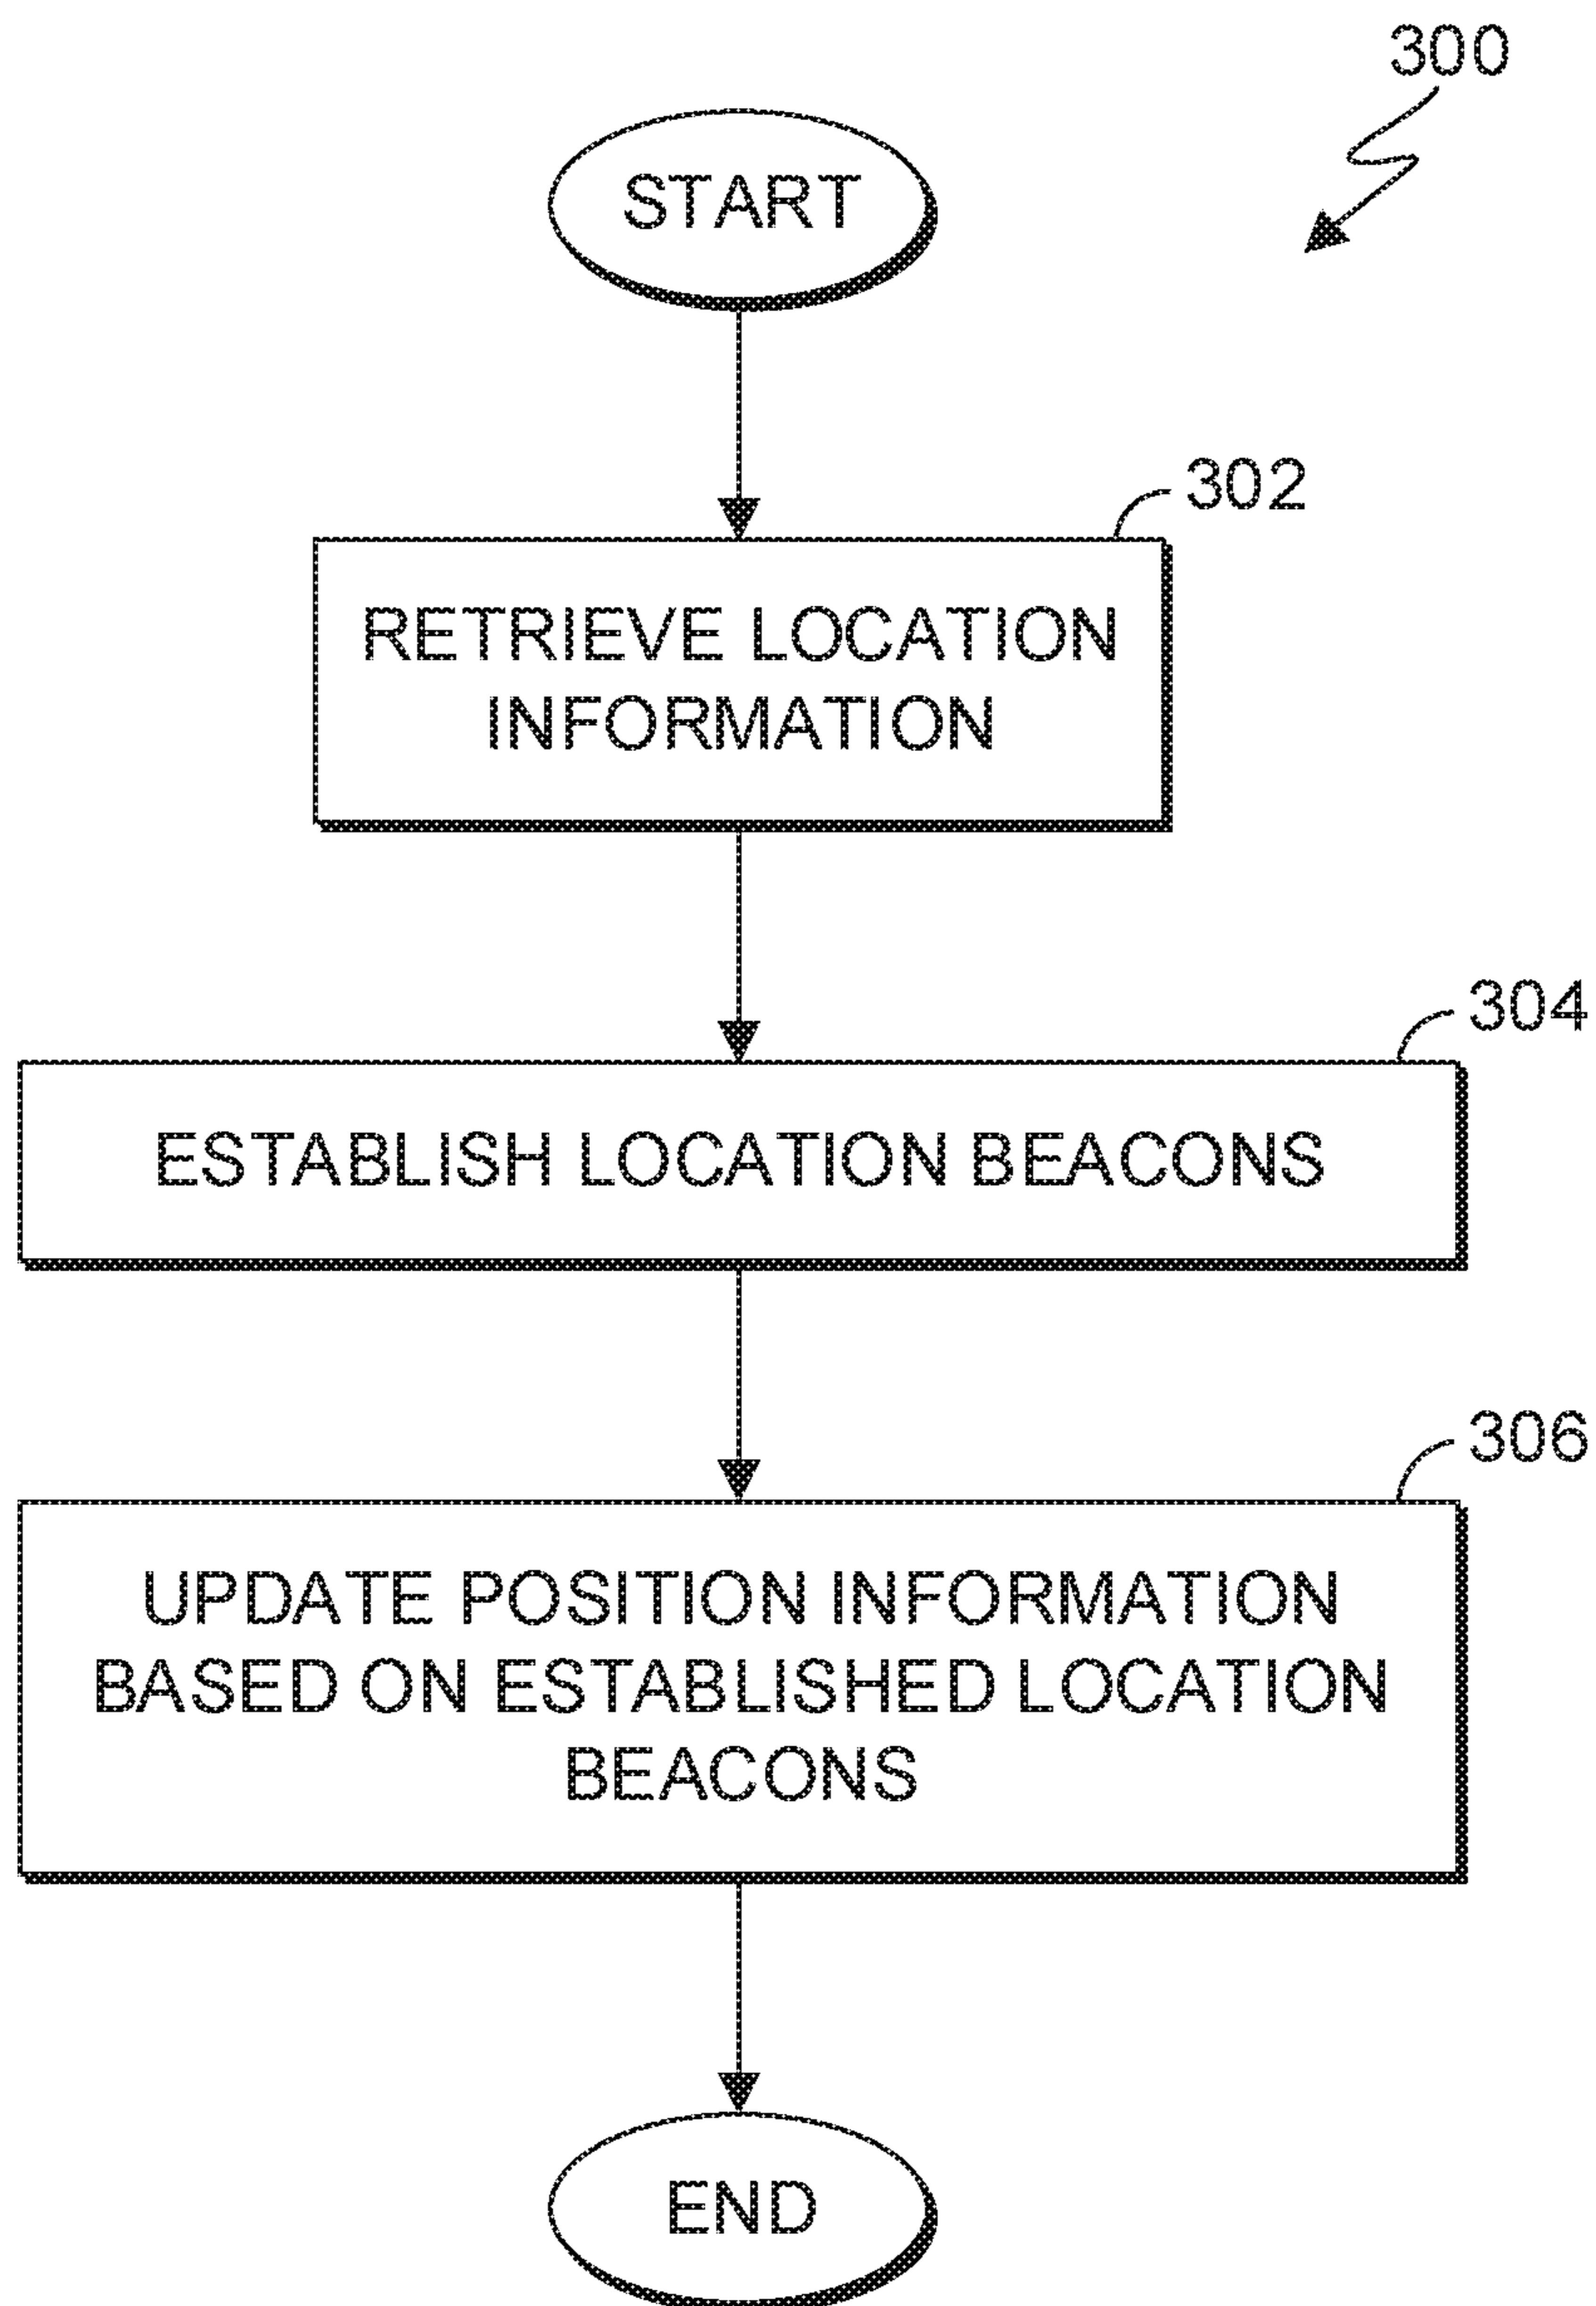 300
START
302
RETRIEVE LOCATION
INFORMATION
304
ESTABLISH LOCATION BEACONS
306
UPDATE POSITION INFORMATION
BASED ON ESTABLISHED LOCATION
BEACONS
END